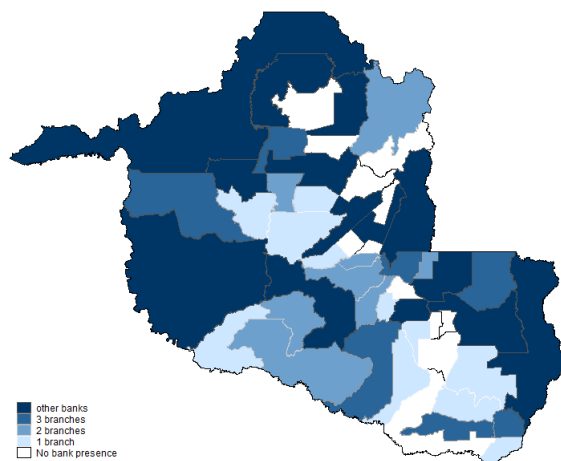 other banks
3 branches
2 branches
1 branch
No bank presence